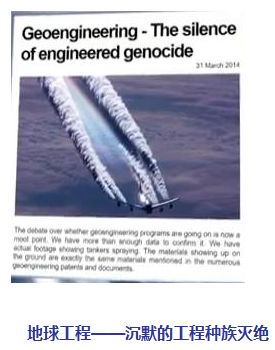 Geoengineering - The silence
of engineered genocide
31 March 2014
The debate over whether geoengineering programs are going on is now a
moot point. We have more than enough data to confirm it. We have
actual footage showing tankers spraying. The materials showing up on
the ground are exactly the same materials mentioned in the numerous
geoengineering patents and documents.
地球工程——沉默的工程种族灭绝